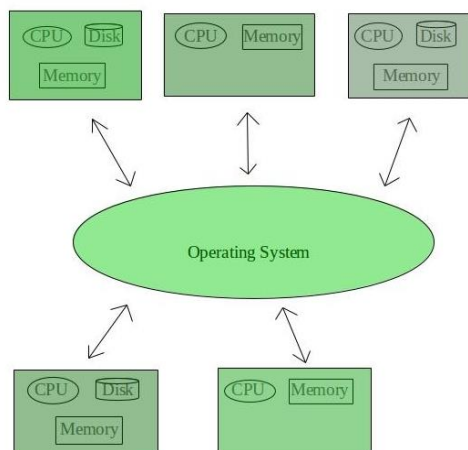 CPU Disk
Memory
CPU Memory
CPU Disk
Memory
Operating System
CPU Disk
Memory
CPU Memory